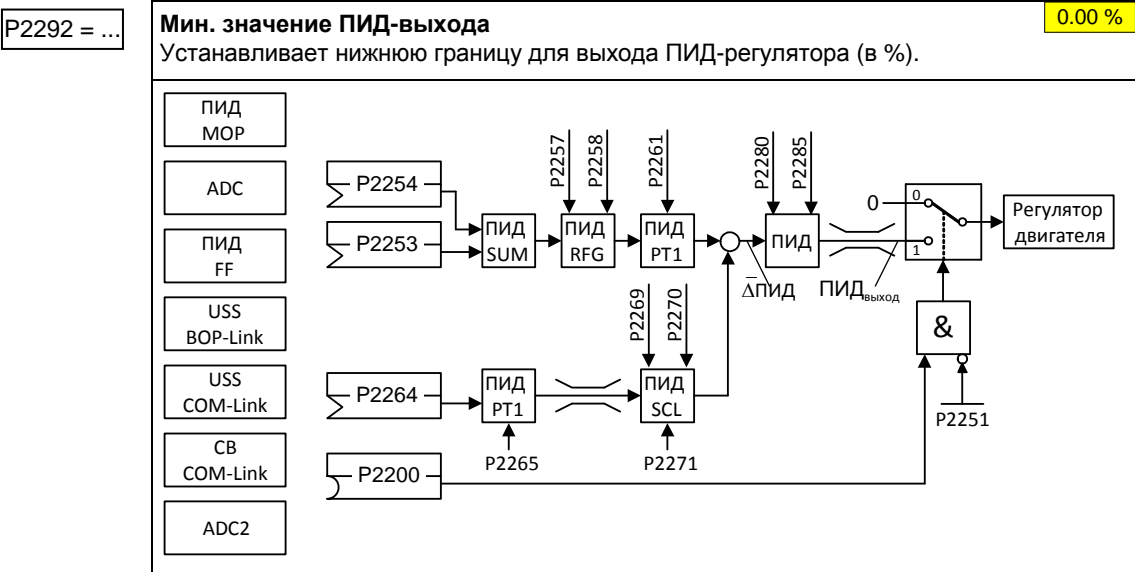 P2292 = ...
Мин. значение ПИД-выхода
0.00 %
Устанавливает нижнюю границу для выхода ПИД-регулятора (в %).
ПИД
MOP
ADC
ПИД
FF
USS
BOP-Link
USS
COM-Link
CB
COM-Link
ADC2
P2254
P2253
P2264
P2200
ПИД
SUM
P2257
P2258
ПИД
RFG
P2261
ПИД
PT1
P2280
P2285
ПИД
ΔПИД
ПИДвыход
0
0
1
Регулятор
двигателя
&
P2251
ПИД
PT1
P2265
P2269
P2270
ПИД
SCL
P2271